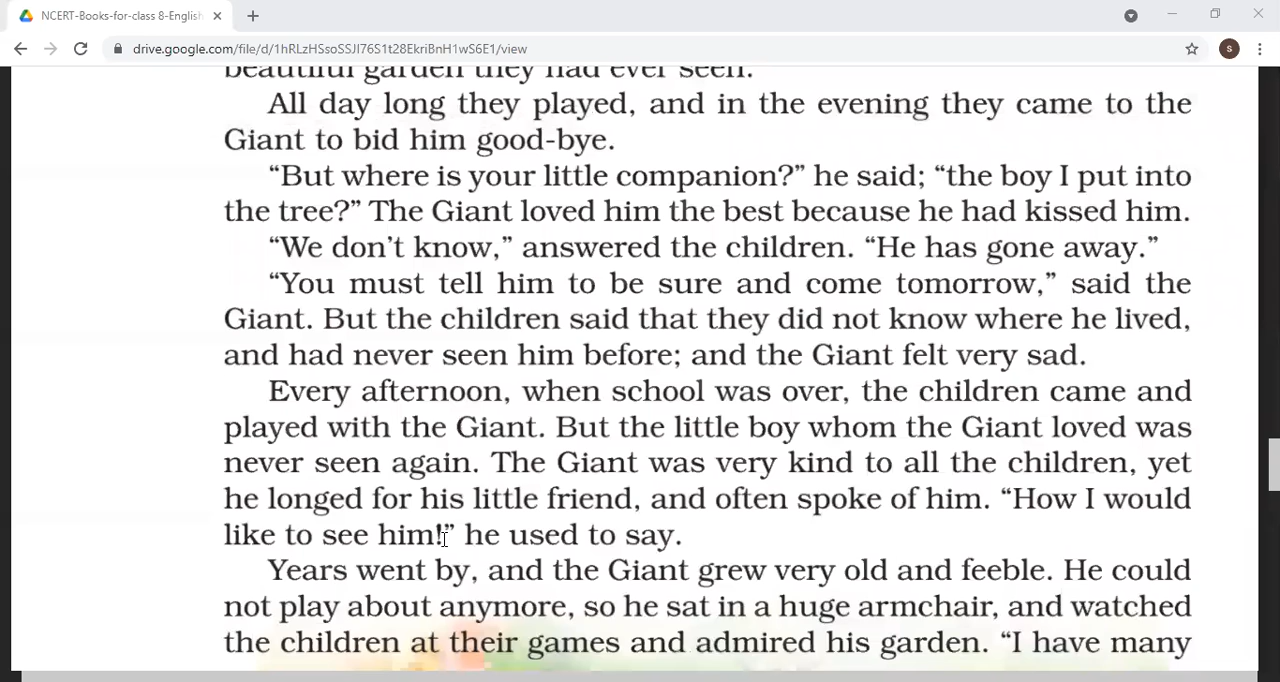 NCERT-Books-for-class 8-English
drive.google.com/file/d/1hRLzHSsoSSJI76S1t28EkriBnH1wS6E1/view
S
beautiful garden they had ever seen.
All day long they played, and in the evening they came to the
Giant to bid him good-bye.
“But where is your little companion?” he said; “the boy I put into
the tree?” The Giant loved him the best because he had kissed him.
“We don’t know,” answered the children. “He has gone away.”
“You must tell him to be sure and come tomorrow,” said the
Giant. But the children said that they did not know where he lived,
and had never seen him before; and the Giant felt very sad.
Every afternoon, when school was over, the children came and
played with the Giant. But the little boy whom the Giant loved was
never seen again. The Giant was very kind to all the children, yet
he longed for his little friend, and often spoke of him. “How I would
like to see him!” he used to say.
Years went by, and the Giant grew very old and feeble. He could
not play about anymore, so he sat in a huge armchair, and watched
the children at their games and admired his garden. “I have many